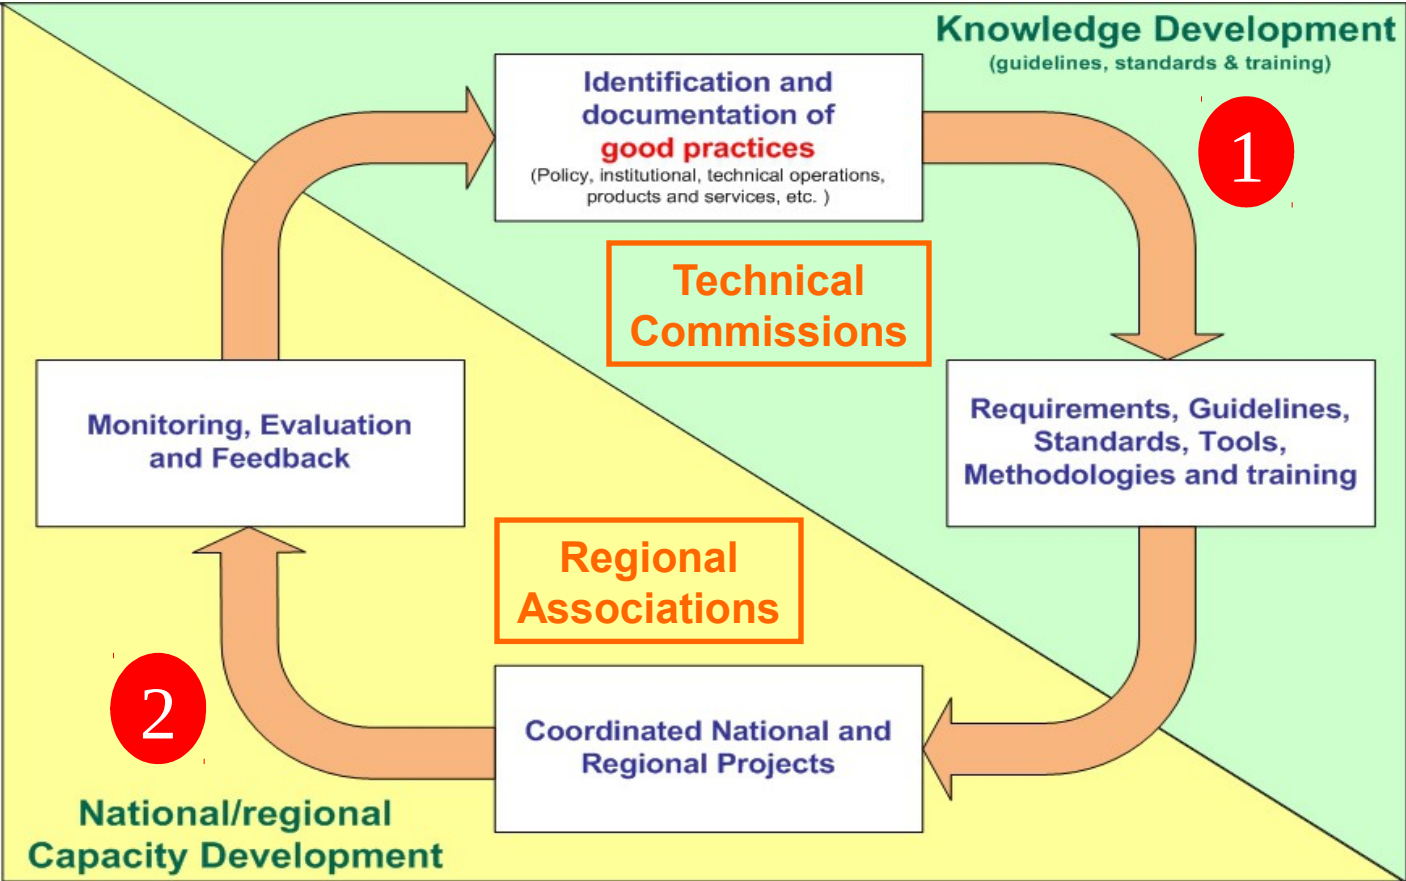 Knowledge Development
(guidelines, standards & training)
1
Identification and
documentation of
good practices
(Policy, institutional, technical operations,
products and services, etc. )
Technical
Commissions
Requirements, Guidelines,
Standards, Tools,
Methodologies and training
Monitoring, Evaluation
and Feedback
Regional
Associations
Coordinated National and
Regional Projects
2
National/regional
Capacity Development